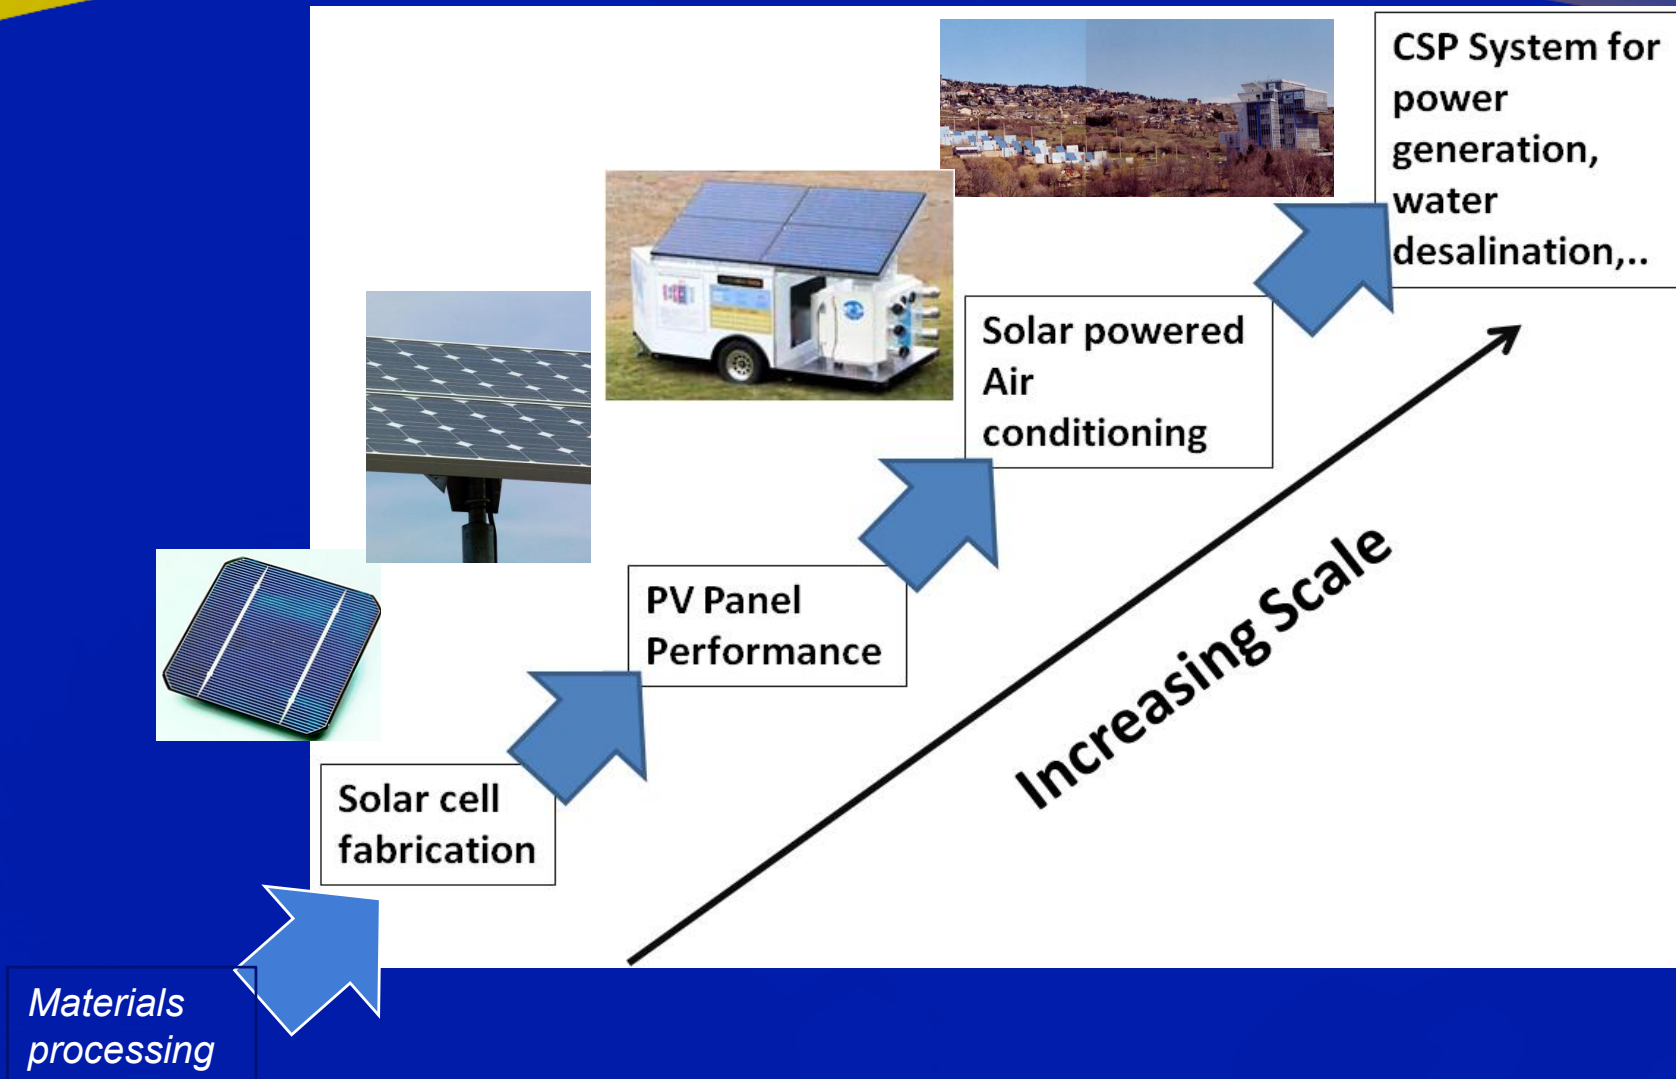 CSP System for
power
generation,
water
desalination,..
Solar powered
Air
conditioning
PV Panel
Performance
Increasing Scale
Solar cell
fabrication
Materials
processing